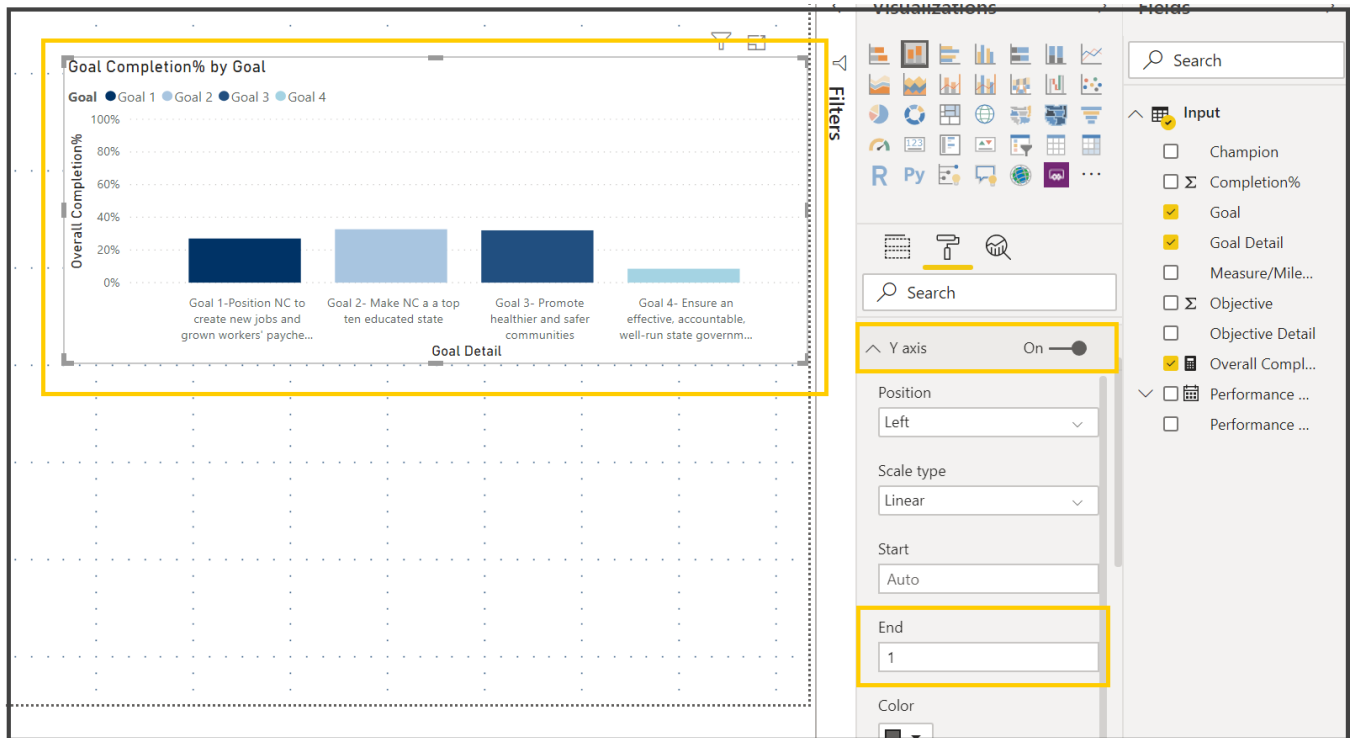 Visualizations
Fields
Goal Completion% by Goal
Goal Goal 1 Goal 2 Goal 3 Goal 4
100%
80%
60%
40%
20%
0%
Overall Completion%
Goal 1-Position NC to
create new jobs and
grown workers' payche...
Goal 2- Make NC a a top
ten educated state
Goal 3- Promote
healthier and safer
communities
Goal 4- Ensure an
effective, accountable,
well-run state governm...
Goal Detail
Filters
123
R Py ...
Search
Y axis On
Position
Left
Scale type
Linear
Start
Auto
End
1
Color
Search
Input
Champion
Σ Completion%
Goal
Goal Detail
Measure/Mile...
Σ Objective
Objective Detail
Overall Compl...
Performance ...
Performance ...